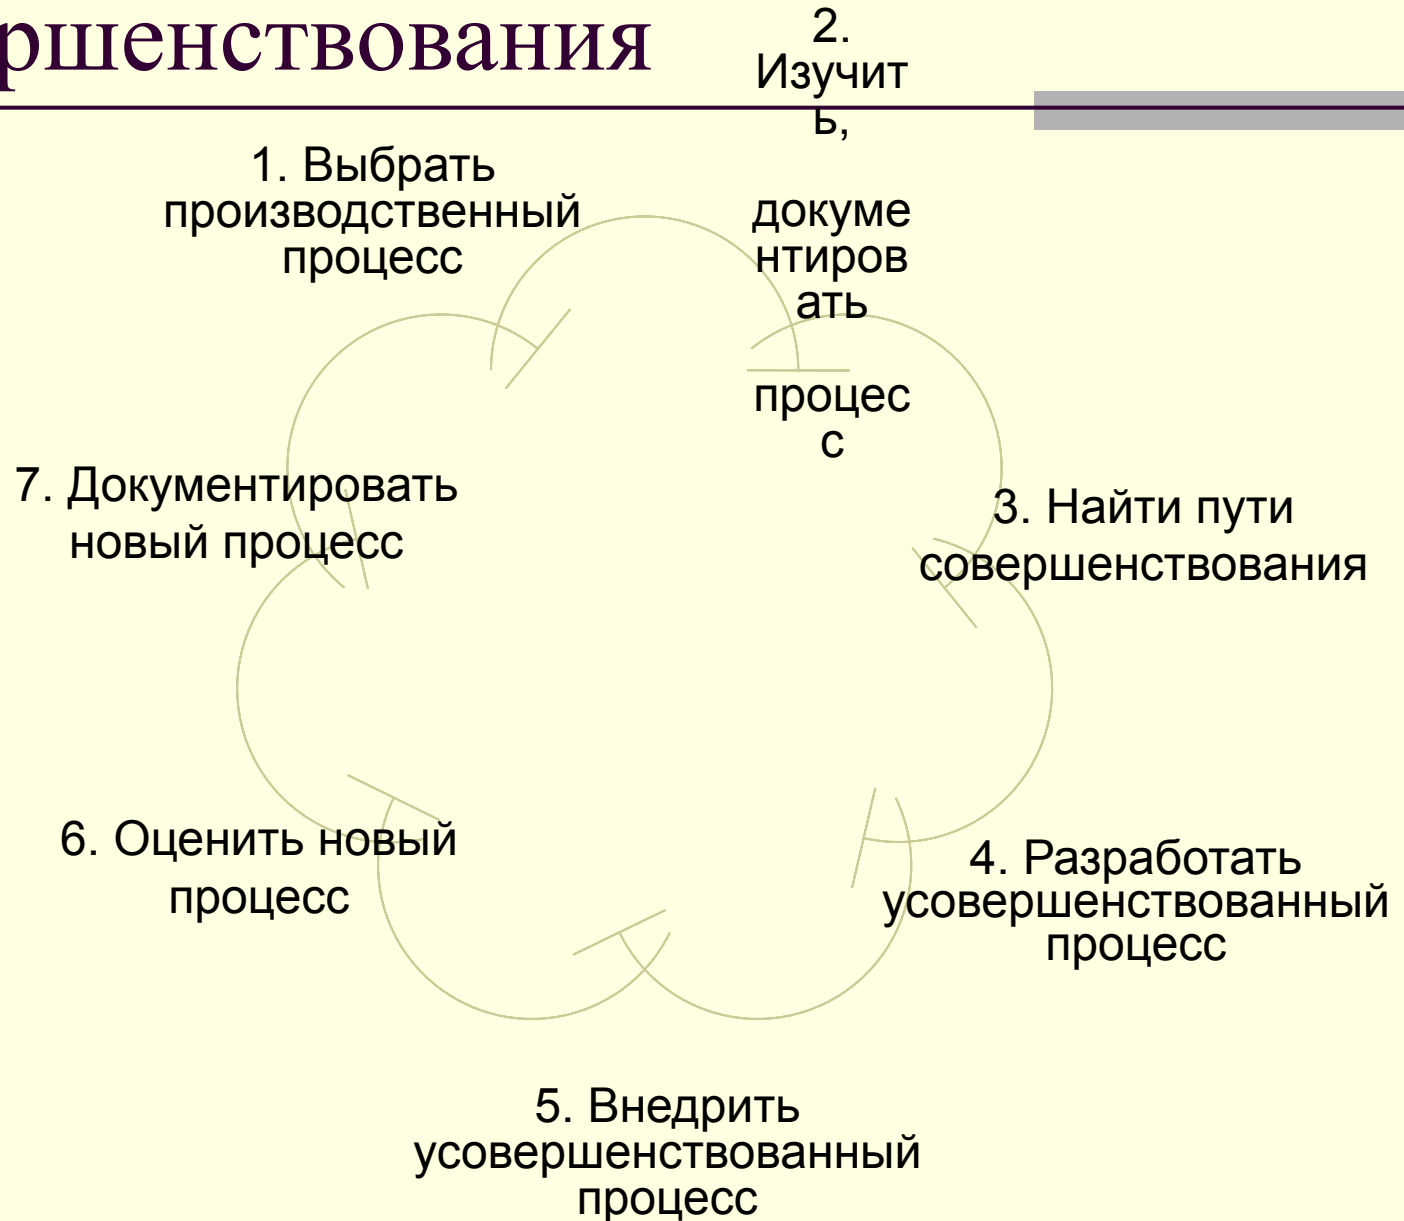 ршенствования
1. Выбрать
производственный
процесс
2.
Изучит
ь,
докуме
нтиров
ать
процес
с
3. Найти пути
совершенствования
4. Разработать
усовершенствованный
процесс
5. Внедрить
усовершенствованный
процесс
6. Оценить новый
процесс
7. Документировать
новый процесс